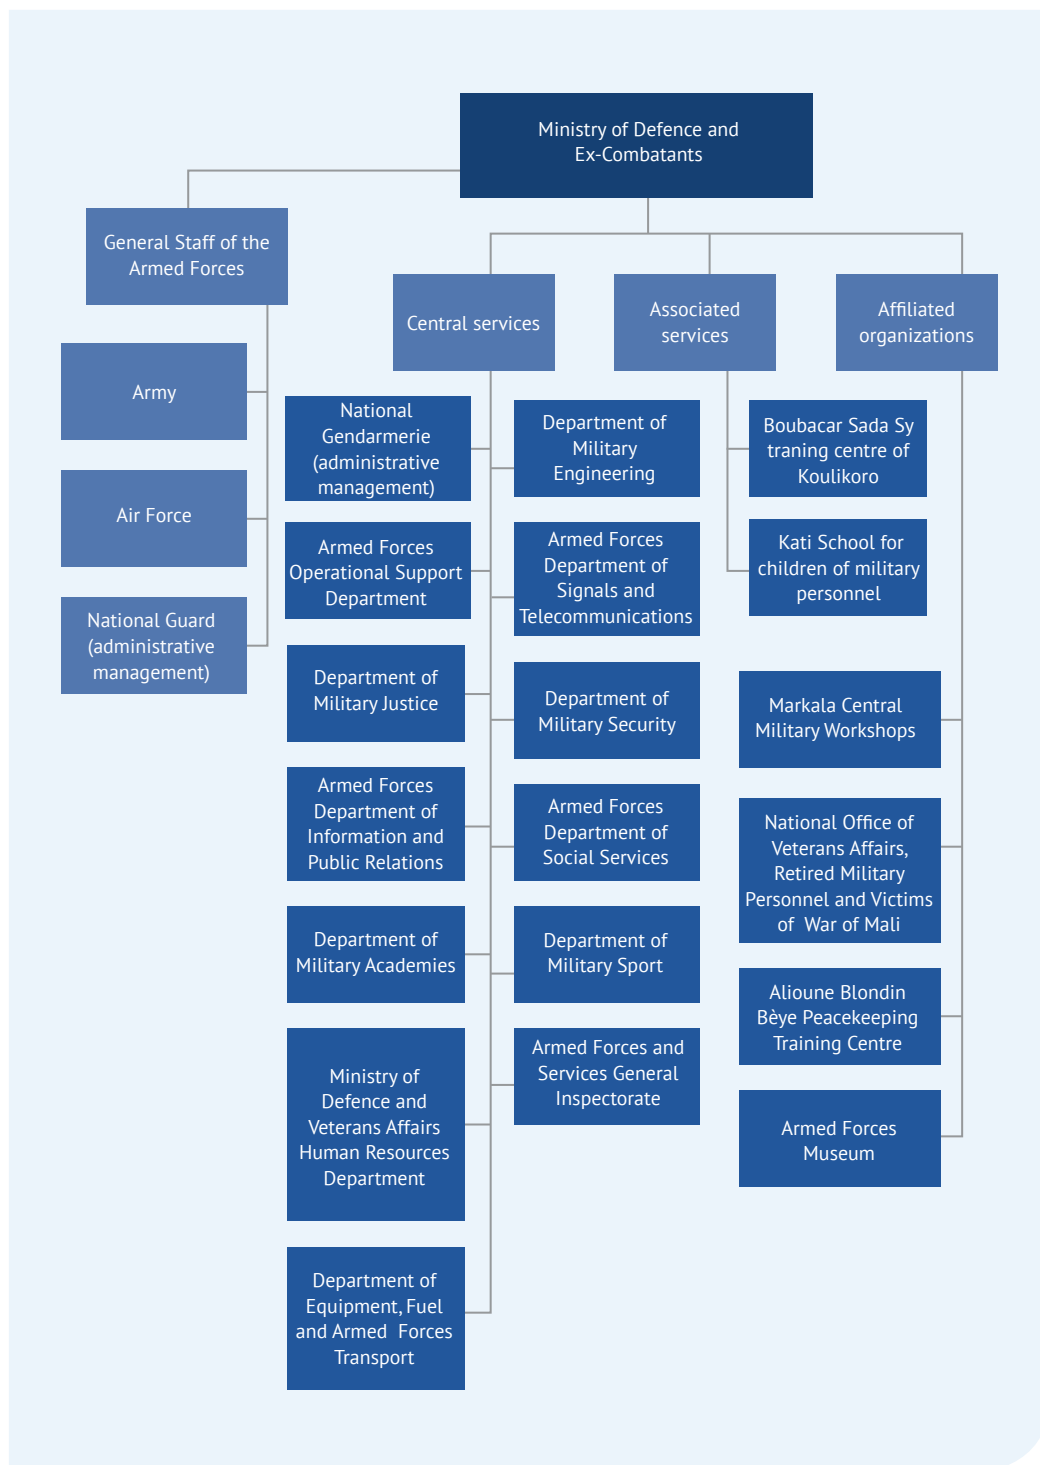 Ministry of Defence and
Ex-Combatants
General Staff of the
Armed Forces
Army
Air Force
National Guard
(administrative
management)
Central services
National
Gendarmerie
(administrative
management)
Armed Forces
Operational Support
Department
Department of
Military Justice
Armed Forces
Department of
Information and
Public Relations
Department of
Military Academies
Ministry of
Defence and
Veterans Affairs
Human Resources
Department
Department of
Equipment, Fuel
and Armed Forces
Transport
Department of
Military
Engineering
Armed Forces
Department of
Signals and
Telecommunications
Department of
Military Security
Armed Forces
Department of
Social Services
Department of
Military Sport
Armed Forces and
Services General
Inspectorate
Associated
services
Boubacar Sada Sy
traning centre of
Koulikoro
Kati School for
children of military
personnel
Affiliated
organizations
Markala Central
Military Workshops
National Office of
Veterans Affairs,
Retired Military
Personnel and Victims
of War of Mali
Alioune Blondin
Bèye Peacekeeping
Training Centre
Armed Forces
Museum